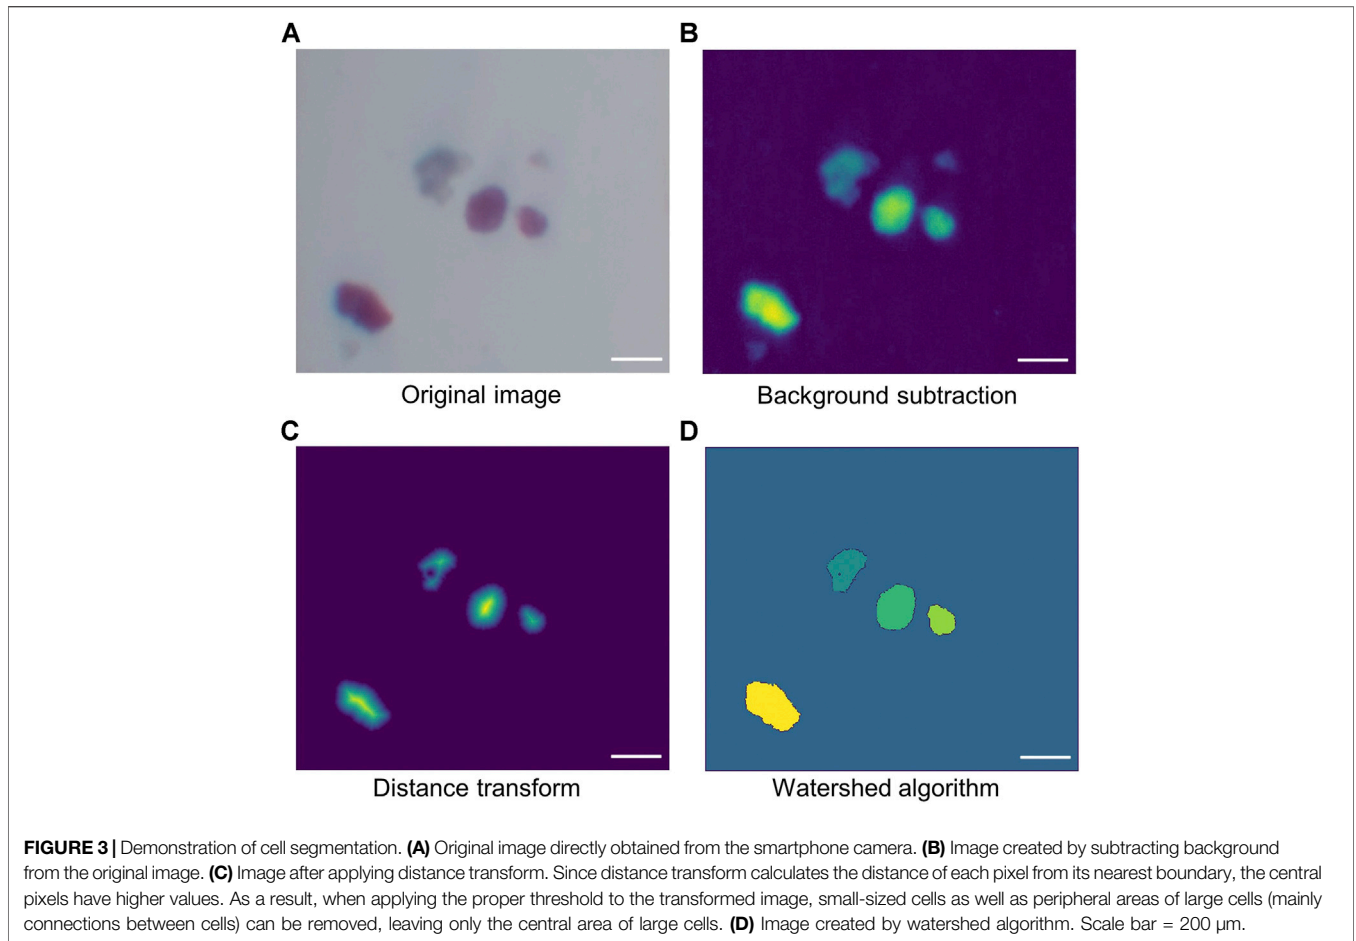 A
B
Original image
Background subtraction
C
D
Distance transform
Watershed algorithm
FIGURE 3 | Demonstration of cell segmentation. (A) Original image directly obtained from the smartphone camera. (B) Image created by subtracting background
from the original image. (C) Image after applying distance transform. Since distance transform calculates the distance of each pixel from its nearest boundary, the central
pixels have higher values. As a result, when applying the proper threshold to the transformed image, small-sized cells as well as peripheral areas of large cells (mainly
connections between cells) can be removed, leaving only the central area of large cells. (D) Image created by watershed algorithm. Scale bar = 200 μm.